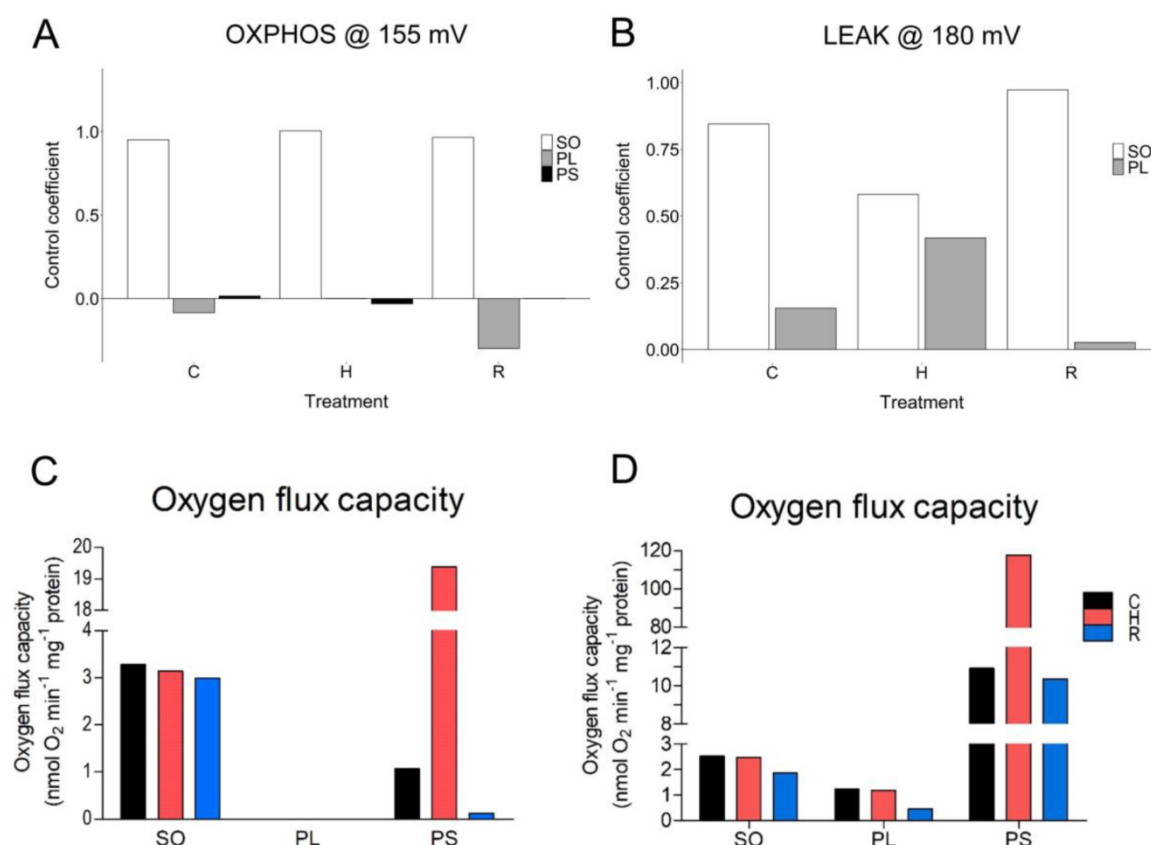 A
OXPHOS @ 155 mV
Control coefficient
1.0
0.5
0.0
SO
PL
PS
C H R
Treatment
B
LEAK @ 180 mV
Control coefficient
1.00
0.75
0.50
0.25
0.00
SO
PL
C H R
Treatment
C
Oxygen flux capacity
Oxygen flux capacity
(nmol O₂ min⁻¹ mg⁻¹ protein)
20
19
18
4
3
2
1
0
SO PL PS
D
Oxygen flux capacity
Oxygen flux capacity
(nmol O₂ min⁻¹ mg⁻¹ protein)
120
100
80
12
10
8
3
2
1
0
SO PL PS
C
H
R